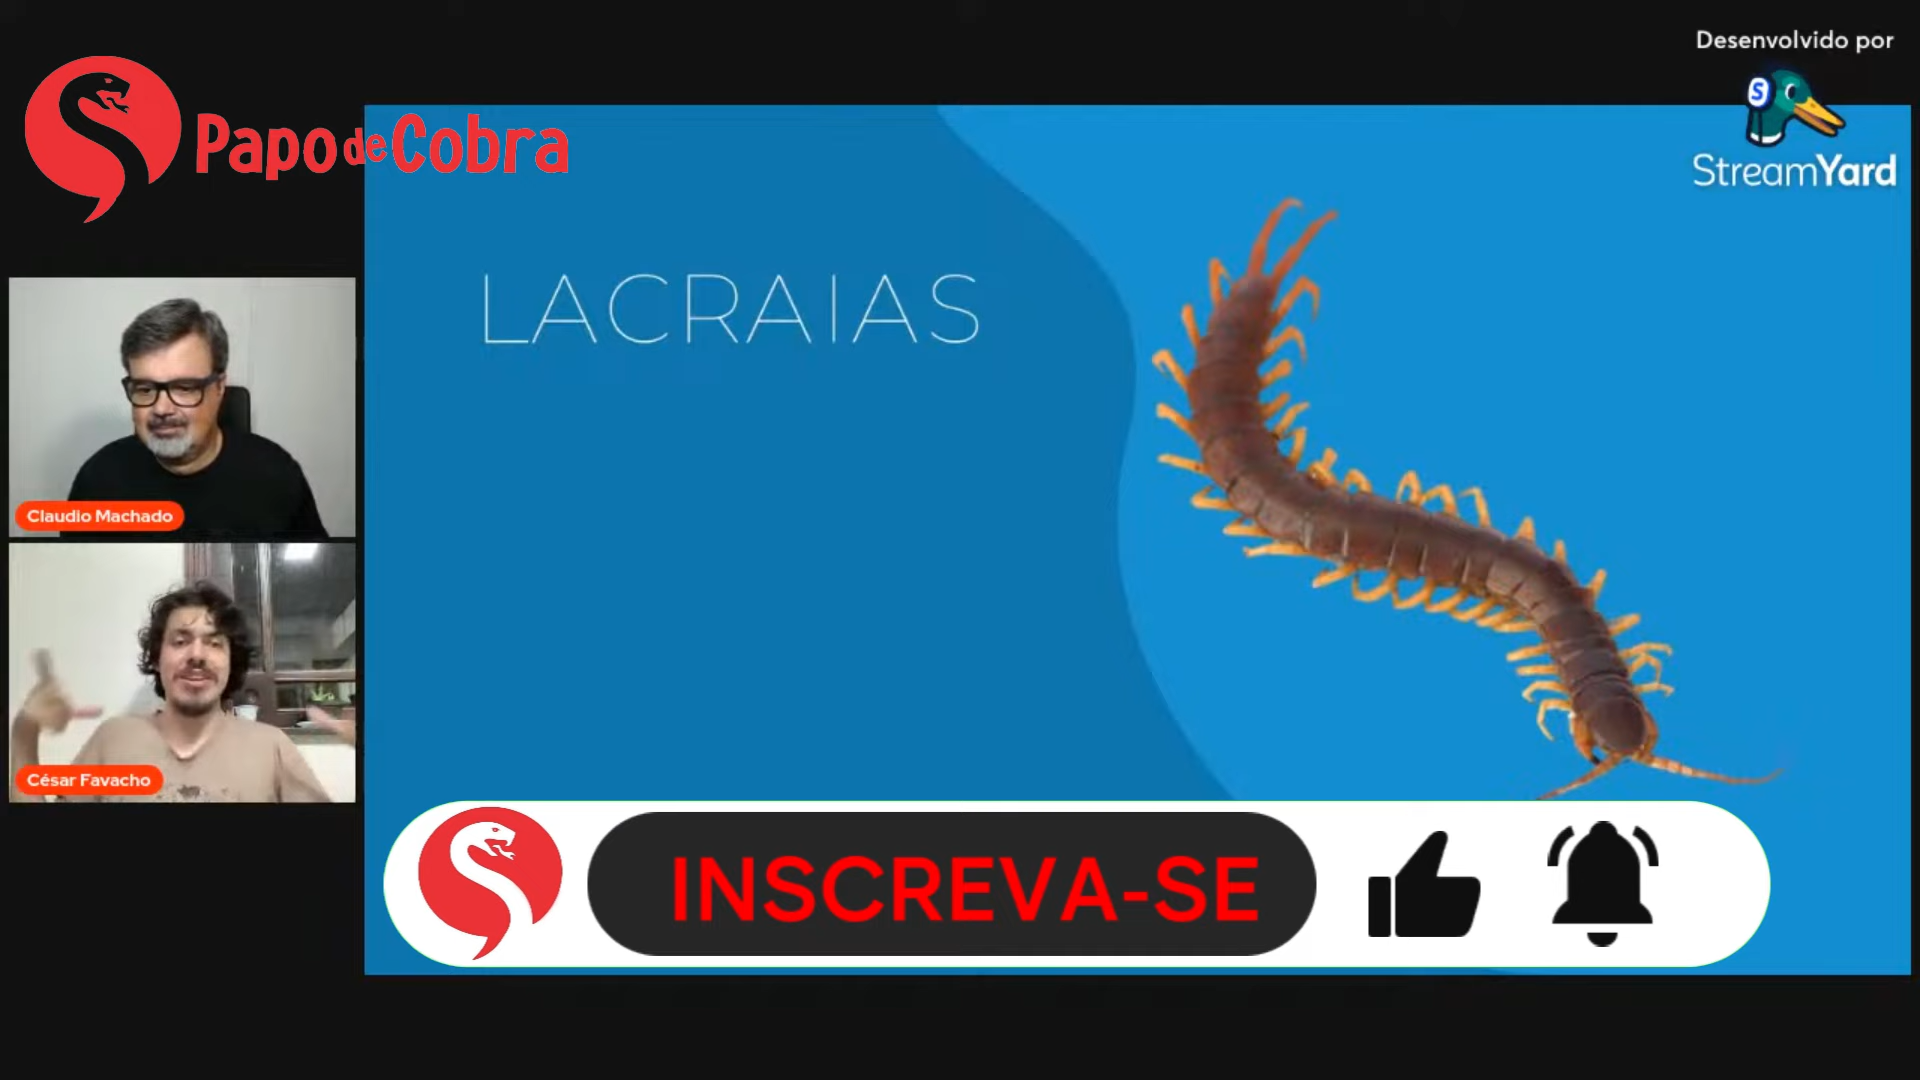 Desenvolvido por
StreamYard
S
Papo de Cobra
LACRAIAS
Claudio Machado
César Favacho
INSCREVA-SE